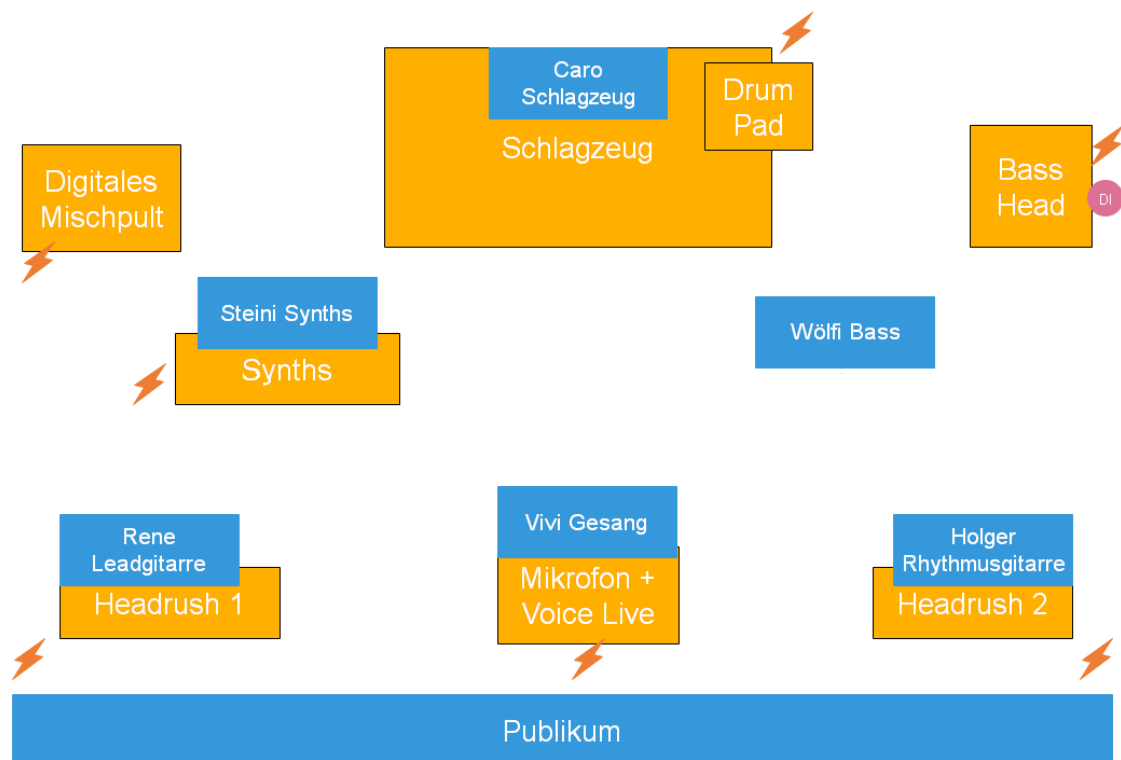 Caro
Schlagzeug
Schlagzeug
Drum
Pad
Digitales
Mischpult
Bass
Head
DI
Steini Synths
Synths
Wölfi Bass
Rene
Leadgitarre
Headrush 1
Vivi Gesang
Mikrofon +
Voice Live
Holger
Rhythmusgitarre
Headrush 2
Publikum